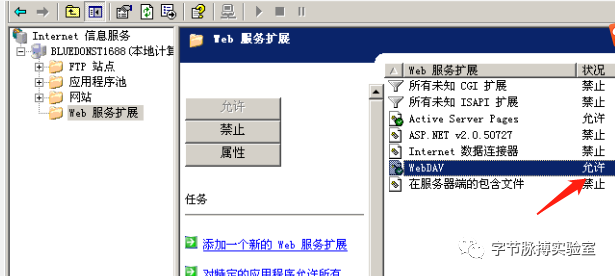 Internet 信息服务
BLUEDONST1688(本地计算
FTP 站点
应用程序池
网站
Web 服务扩展
Web 服务扩展
允许
禁止
属性
任务
添加一个新的 Web 服务扩展
对特定的应用程序允许所有
Web 服务扩展 状况
所有未知 CGI 扩展 禁止
所有未知 ISAPI 扩展 禁止
Active Server Pages 允许
ASP.NET v2.0.50727 禁止
Internet 数据连接器 禁止
WebDAV 允许
在服务器端的包含文件 禁止
字节脉搏实验室